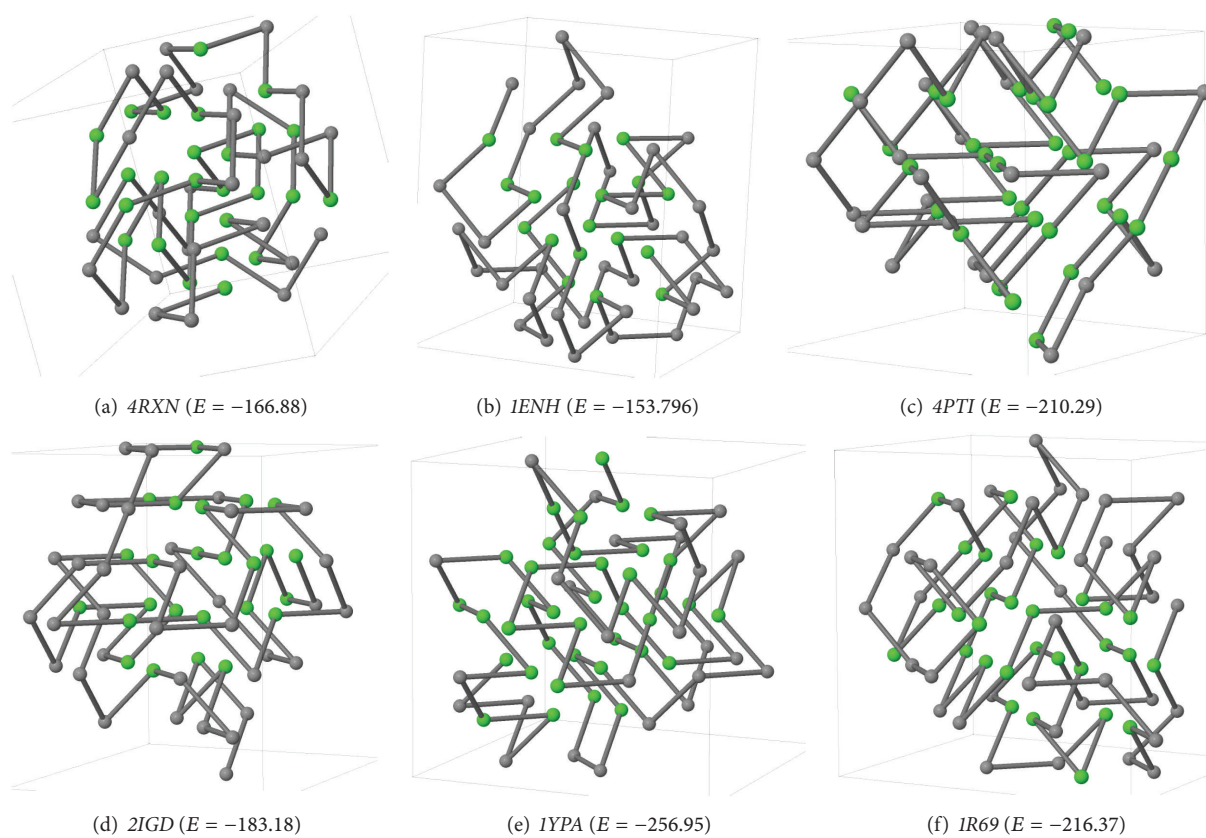 (a) 4RXN (E = −166.88)
(b) 1ENH (E = −153.796)
(c) 4PTI (E = −210.29)
(d) 2IGD (E = −183.18)
(e) 1YPA (E = −256.95)
(f) 1R69 (E = −216.37)